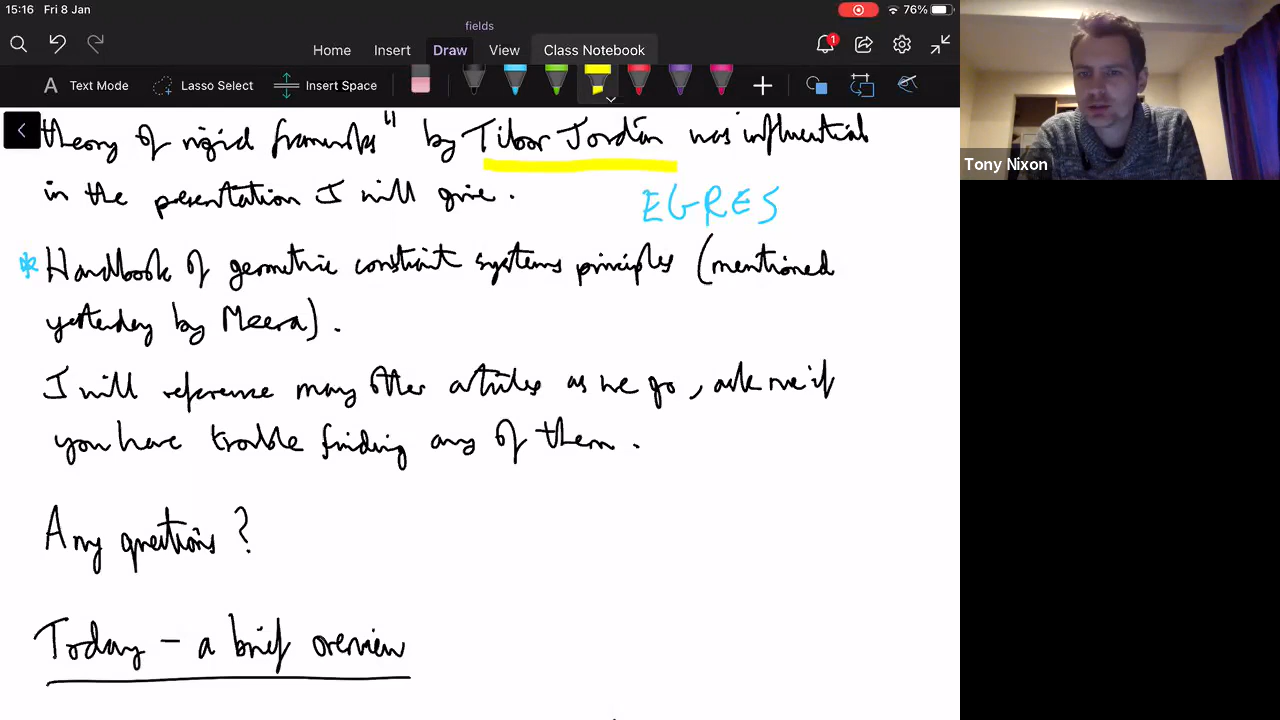 15:16 Fri 8 Jan
76%
fields
Home Insert Draw View Class Notebook
1
A Text Mode Lasso Select Insert Space
theory of rigid frameworks" by Tibor Jordán was influential
in the presentation I will give.
EGRES
* Handbook of geometric constraint systems principles (mentioned
yesterday by Meera).
I will reference many other articles as we go, ask me if
you have trouble finding any of them.
Any questions?
Today - a brief overview
Tony Nixon